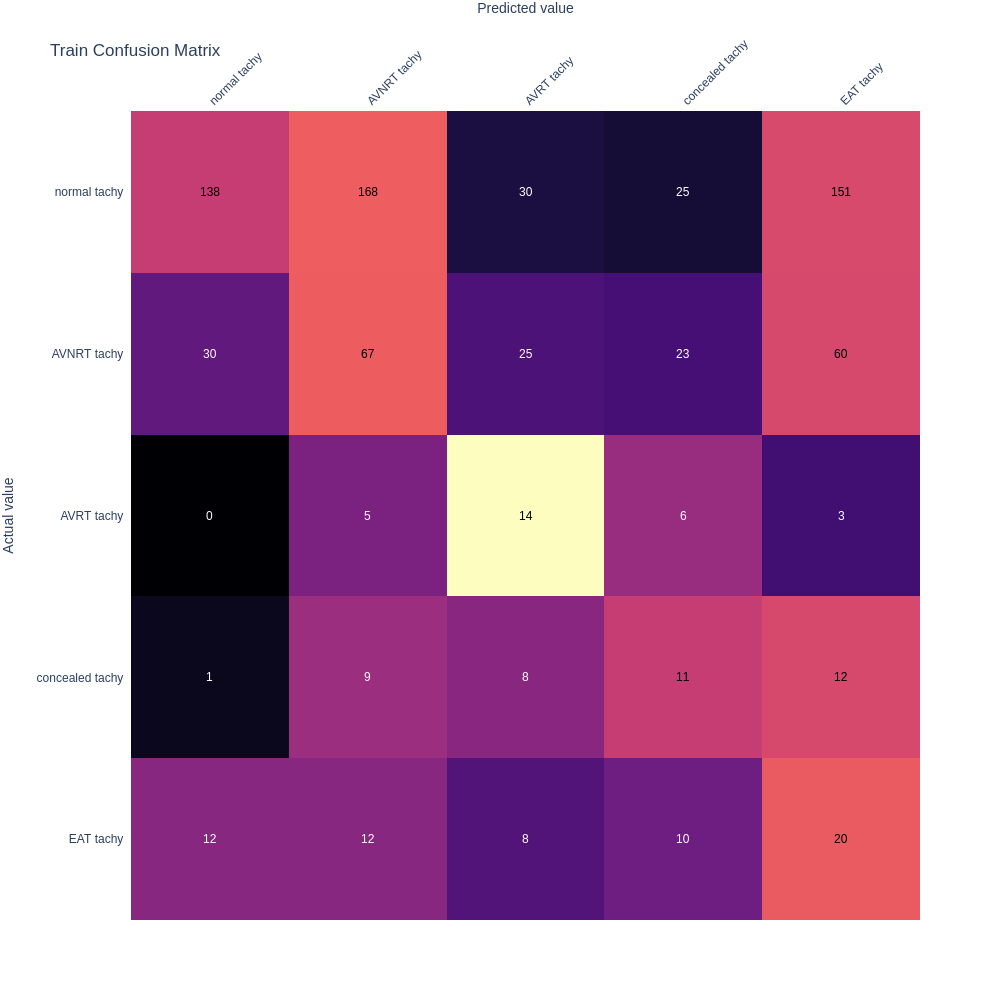 Predicted value
Train Confusion Matrix
normal tachy
AVNRT tachy
AVRT tachy
concealed tachy
EAT tachy
normal tachy 138 168 30 25 151
AVNRT tachy 30 67 25 23 60
Actual value
AVRT tachy 0 5 14 6 3
concealed tachy 1 9 8 11 12
EAT tachy 12 12 8 10 20